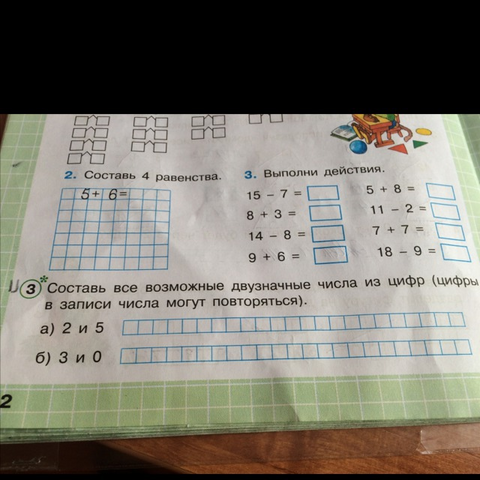 2. Составь 4 равенства.
5 + 6 =
3. Выполни действия.
15 − 7 =
5 + 8 =
8 + 3 =
11 − 2 =
14 − 8 =
7 + 7 =
9 + 6 =
18 − 9 =
3* Составь все возможные двузначные числа из цифр (цифры
в записи числа могут повторяться).
а) 2 и 5
б) 3 и 0
2